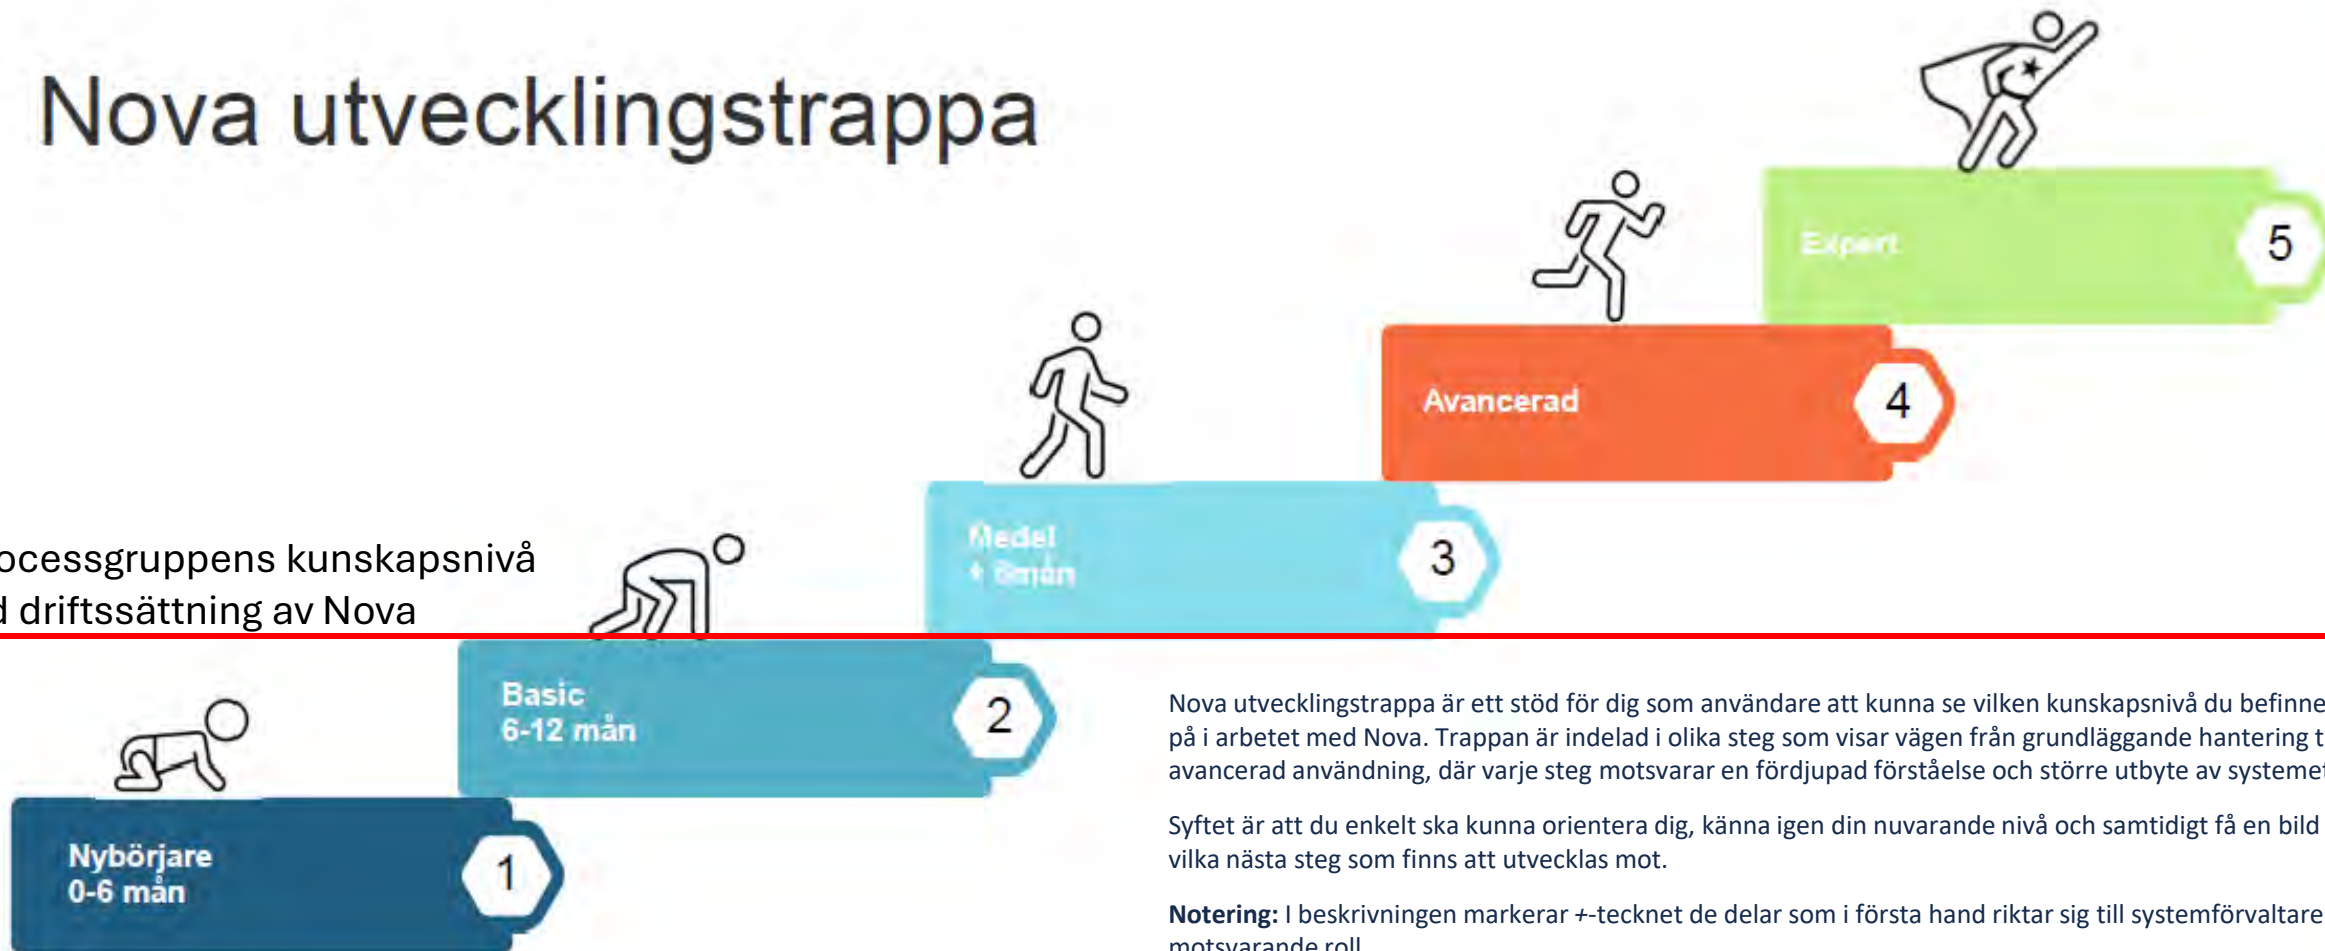 Nova utvecklingstrappa
Expert
5
Avancerad
4
Medel
+ 6mån
3
ocessgruppens kunskapsnivå
d driftssättning av Nova
Basic
6-12 mån
2
Nybörjare
0-6 mån
1
Nova utvecklingstrappa är ett stöd för dig som användare att kunna se vilken kunskapsnivå du befinne
på i arbetet med Nova. Trappan är indelad i olika steg som visar vägen från grundläggande hantering t
avancerad användning, där varje steg motsvarar en fördjupad förståelse och större utbyte av systemet
Syftet är att du enkelt ska kunna orientera dig, känna igen din nuvarande nivå och samtidigt få en bild
vilka nästa steg som finns att utvecklas mot.
Notering: I beskrivningen markerar +-tecknet de delar som i första hand riktar sig till systemförvaltare
motsvarande roll